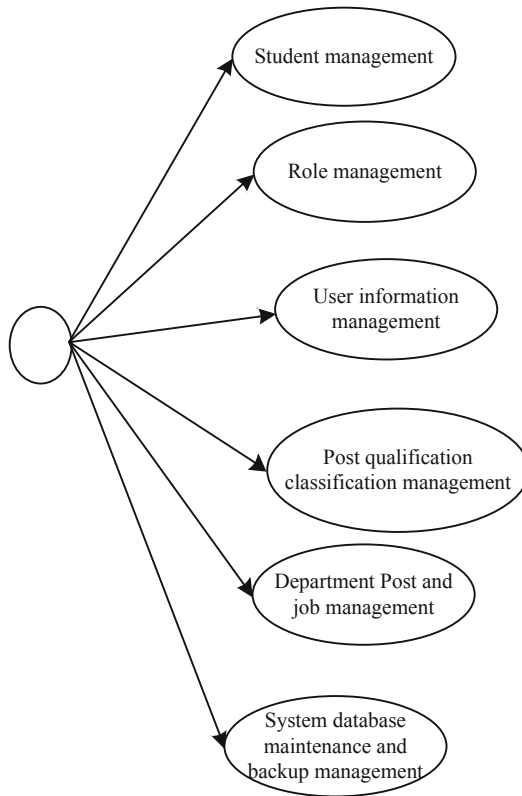 Student management
Role management
User information
management
Post qualification
classification management
Department Post and
job management
System database
maintenance and
backup management